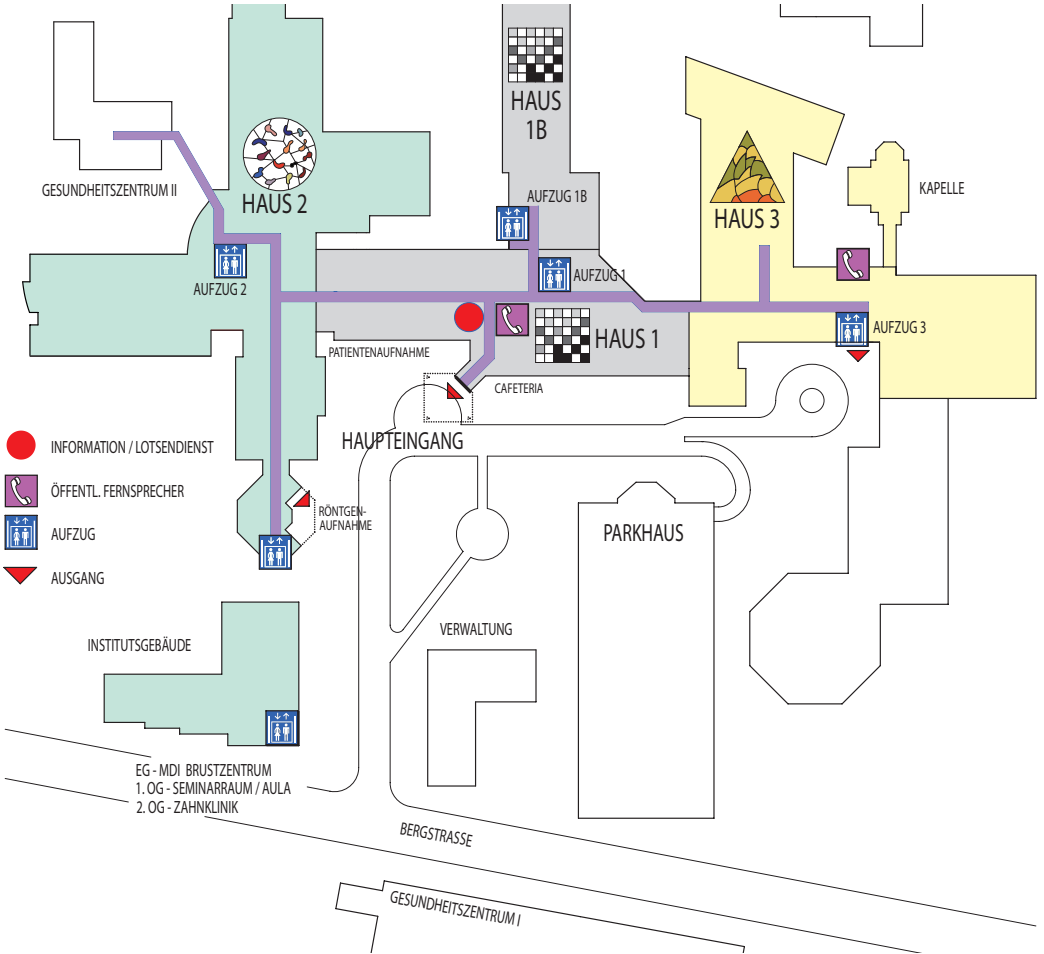 HAUS
1B
GESUNDHEITSZENTRUM II
HAUS 2
AUFZUG 1B
HAUS 3
KAPELLE
AUFZUG 2
AUFZUG 1
AUFZUG 3
HAUS 1
PATIENTENAUFNAHME
CAFETERIA
HAUPTEINGANG
INFORMATION / LOTSENDIENST
ÖFFENTL. FERNSPRECHER
AUFZUG
AUSGANG
RÖNTGEN-
AUFNAHME
PARKHAUS
INSTITUTSGEBÄUDE
VERWALTUNG
EG - MDI BRUSTZENTRUM
1. OG - SEMINARRAUM / AULA
2. OG - ZAHNKLINIK
BERGSTRASSE
GESUNDHEITSZENTRUM I